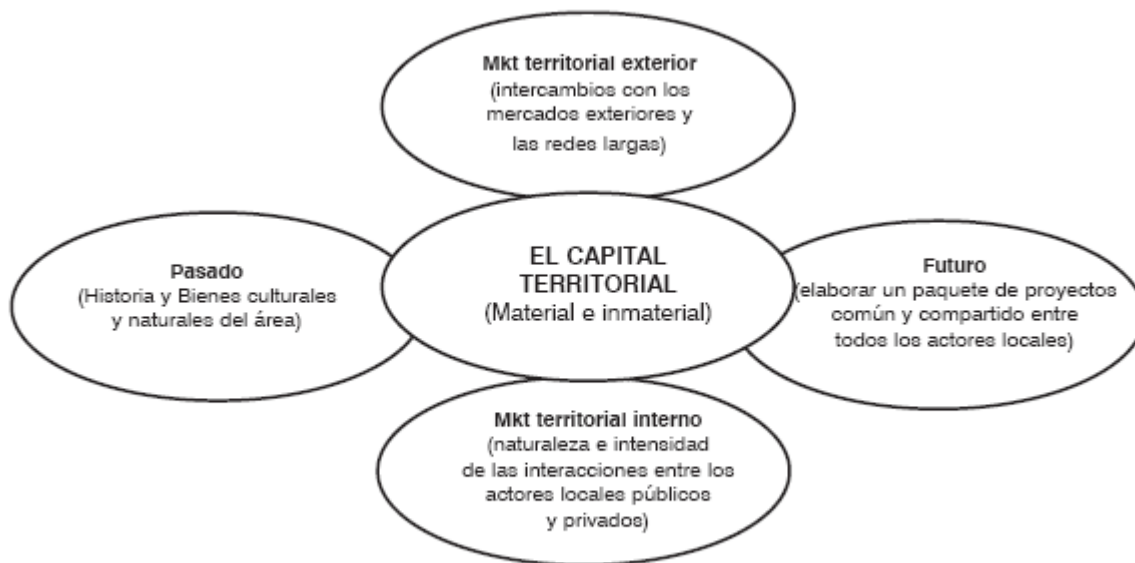 Mkt territorial exterior
(intercambios con los
mercados exteriores y
las redes largas)
Pasado
(Historia y Bienes culturales
y naturales del área)
EL CAPITAL
TERRITORIAL
(Material e inmaterial)
Futuro
(elaborar un paquete de proyectos
común y compartido entre
todos los actores locales)
Mkt territorial interno
(naturaleza e intensidad
de las interacciones entre los
actores locales públicos
y privados)